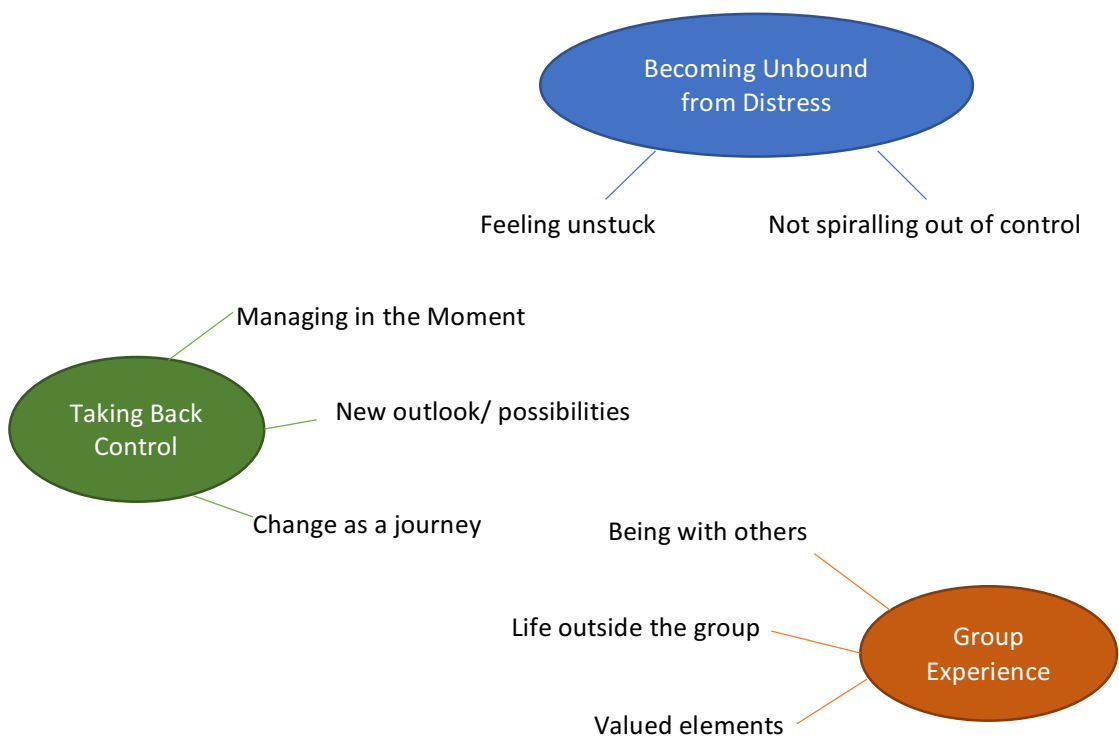 Becoming Unbound
from Distress
Feeling unstuck
Not spiralling out of control
Managing in the Moment
Taking Back
Control
New outlook/ possibilities
Change as a journey
Being with others
Life outside the group
Group
Experience
Valued elements